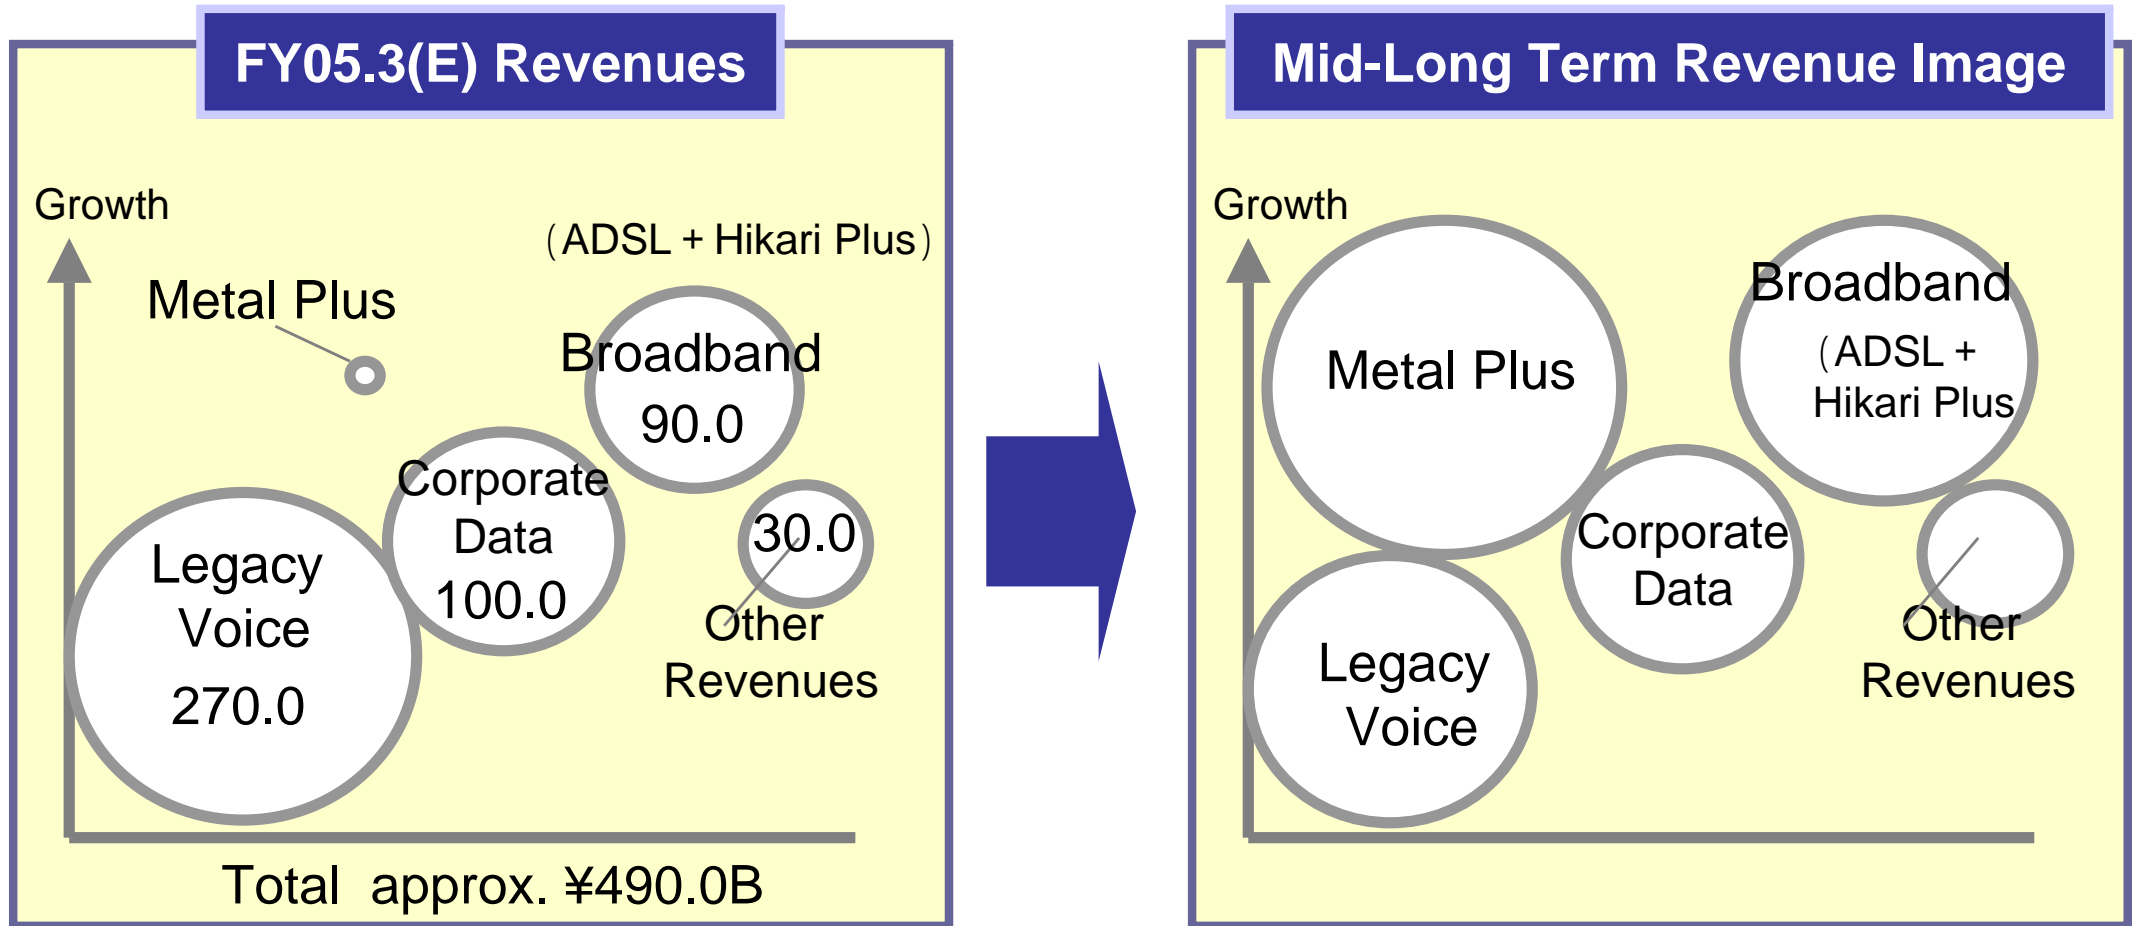 FY05.3(E) Revenues
Growth
(ADSL + Hikari Plus)
Metal Plus
Broadband
90.0
Corporate
Data
100.0
30.0
Legacy
Voice
270.0
Other
Revenues
Total approx. ¥490.0B
Mid-Long Term Revenue Image
Growth
Broadband
(ADSL +
Hikari Plus
Metal Plus
Corporate
Data
Other
Revenues
Legacy
Voice